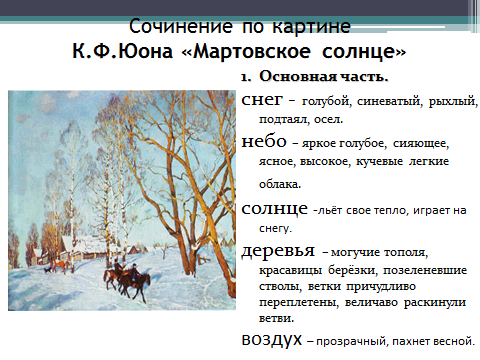 Сочинение по картине
К.Ф.Юона «Мартовское солнце»
1. Основная часть.
снег – голубой, синеватый, рыхлый,
подтаял, осел.
небо – яркое голубое, сияющее,
ясное, высокое, кучевые легкие
облака.
солнце -льёт свое тепло, играет на
снегу.
деревья – могучие тополя,
красавицы берёзки, позеленевшие
стволы, ветки причудливо
переплетены, величаво раскинули
ветви.
воздух – прозрачный, пахнет весной.